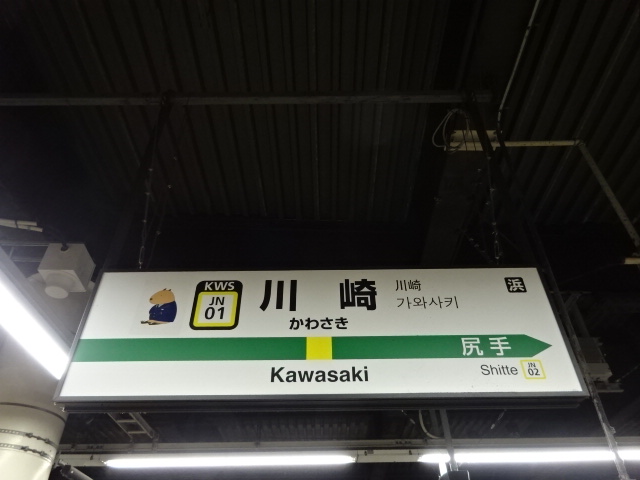 KWS
JN
01
川崎
かわさき
川崎
가와사키
浜
尻手
Kawasaki
Shitte
JN
02